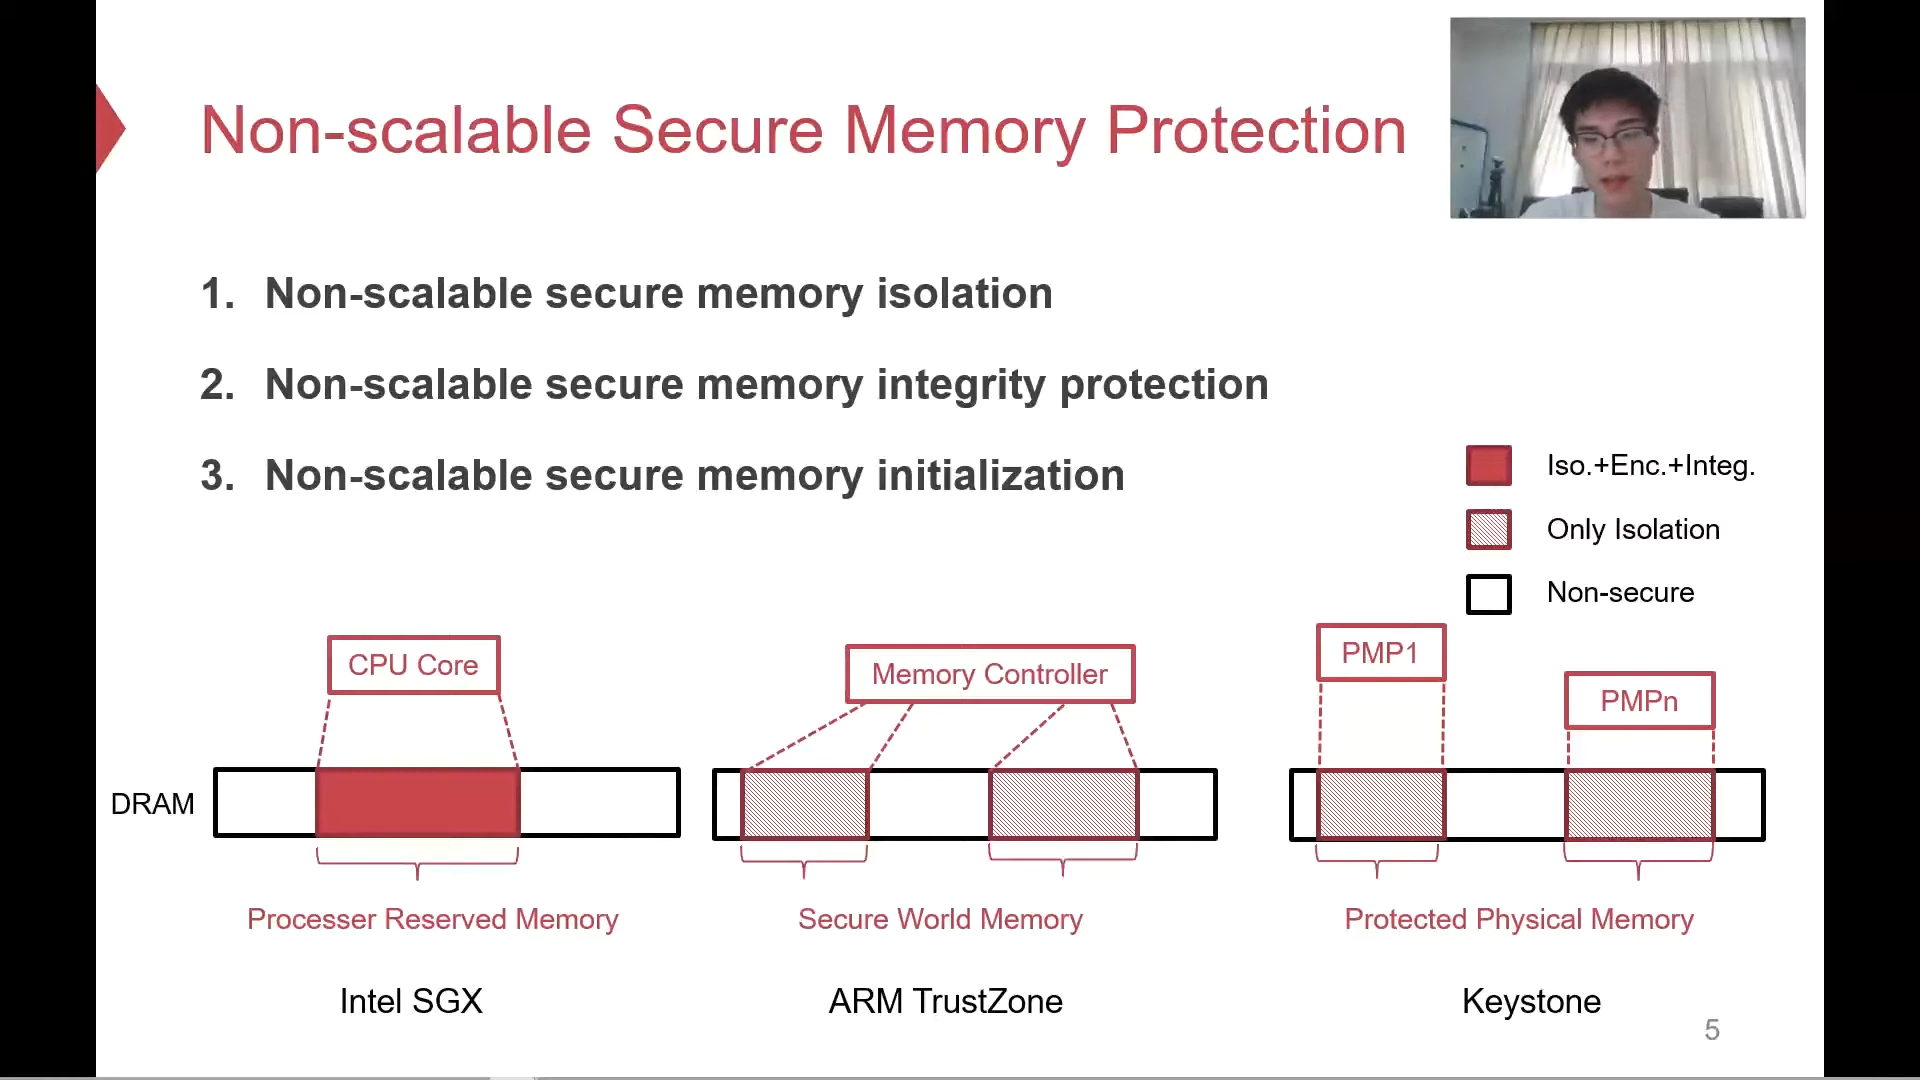 Non-scalable Secure Memory Protection
1. Non-scalable secure memory isolation
2. Non-scalable secure memory integrity protection
3. Non-scalable secure memory initialization
Iso.+Enc.+Integ.
Only Isolation
Non-secure
CPU Core
Memory Controller
PMP1
PMPn
DRAM
Processer Reserved Memory
Secure World Memory
Protected Physical Memory
Intel SGX
ARM TrustZone
Keystone
5